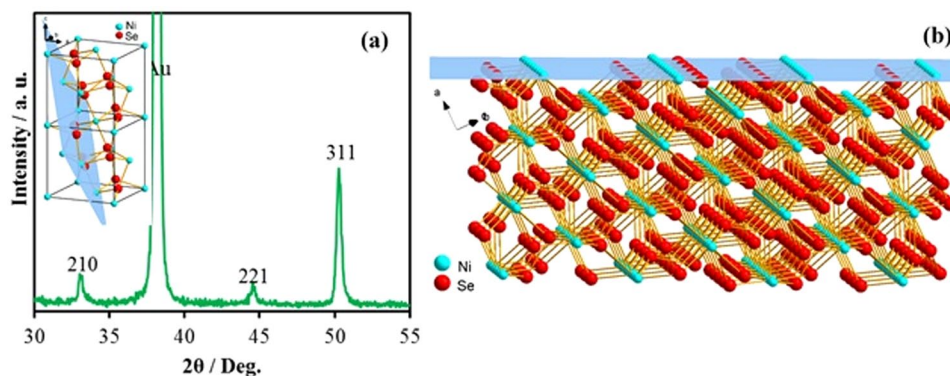 (a)
Ni
Se
Au
311
210
221
Intensity / a. u.
30 35 40 45 50 55
2θ / Deg.
(b)
a
Ni
Se